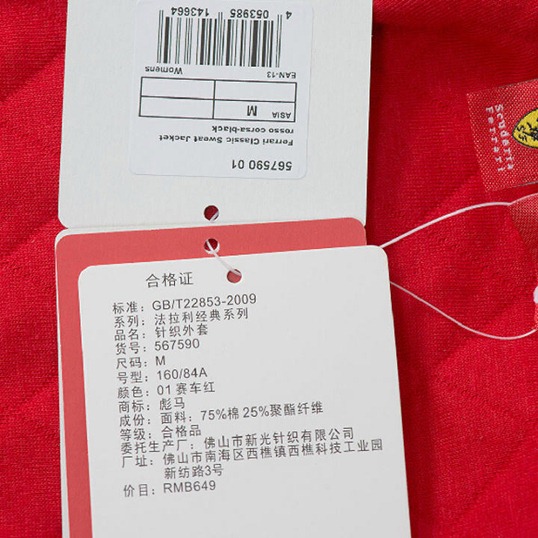 567590 01
Ferrari Classic Sweat Jacket
rosso corsa-black
ASIA M
EAN-13 Womens
4 053985 143664
Scuderia
Ferrari
S F
合格证
标准：GB/T22853-2009
系列：法拉利经典系列
品名：针织外套
货号：567590
尺码：M
号型：160/84A
颜色：01 赛车红
商标：彪马
成份：面料：75%棉 25%聚酯纤维
等级：合格品
委托生产厂：佛山市新光针织有限公司
厂址：佛山市南海区西樵镇西樵科技工业园
新纺路3号
价目：RMB649